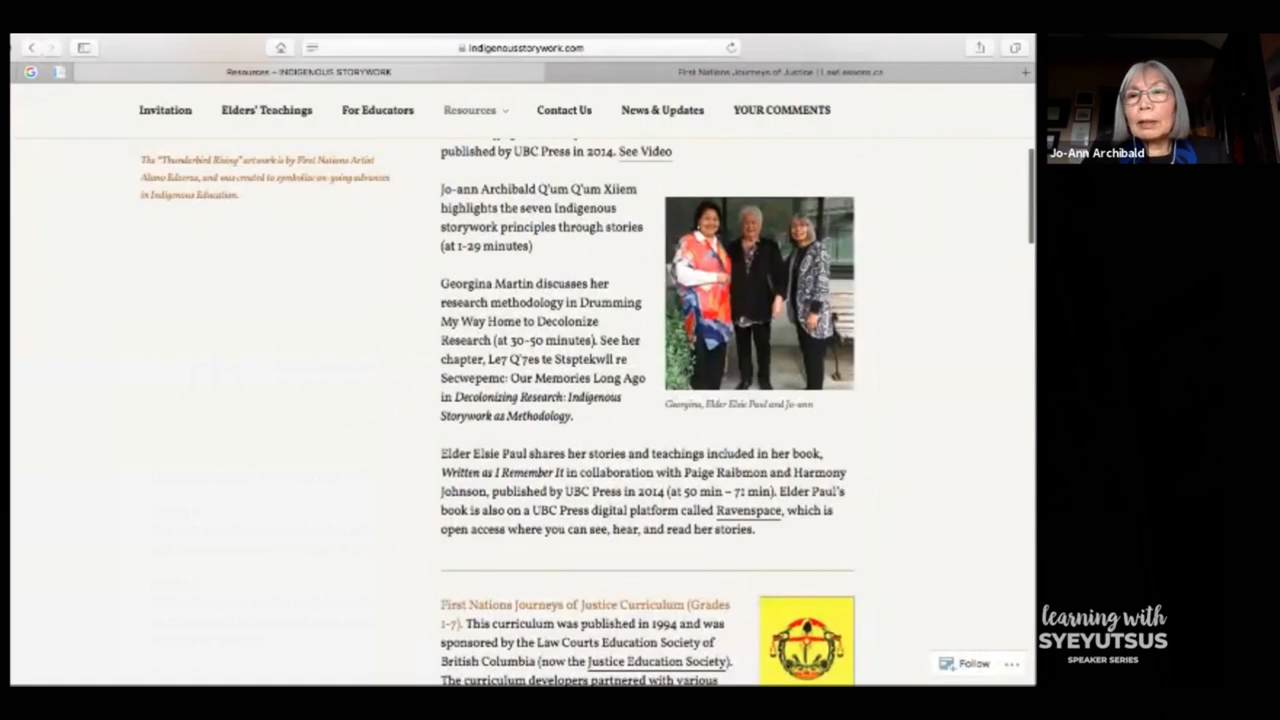 indigenousstorywork.com
Resources – INDIGENOUS STORYWORK
First Nations Journeys of Justice | LawLessons.ca
Invitation
Elders' Teachings
For Educators
Resources
Contact Us
News & Updates
YOUR COMMENTS
The "Thunderbird Rising" artwork is by First Nations Artist
Alano Edzerza, and was created to symbolize on-going advances
in Indigenous Education.
published by UBC Press in 2014. See Video
Jo-ann Archibald Q'um Q'um Xiiem
highlights the seven Indigenous
storywork principles through stories
(at 1-29 minutes)
Georgina Martin discusses her
research methodology in Drumming
My Way Home to Decolonize
Research (at 30-50 minutes). See her
chapter, Le7 Q'7es te Stsptekwll re
Secwepemc: Our Memories Long Ago
in Decolonizing Research: Indigenous
Storywork as Methodology.
Georgina, Elder Elsie Paul and Jo-ann
Elder Elsie Paul shares her stories and teachings included in her book,
Written as I Remember It in collaboration with Paige Raibmon and Harmony
Johnson, published by UBC Press in 2014 (at 50 min – 71 min). Elder Paul's
book is also on a UBC Press digital platform called Ravenspace, which is
open access where you can see, hear, and read her stories.
First Nations Journeys of Justice Curriculum (Grades
1-7). This curriculum was published in 1994 and was
sponsored by the Law Courts Education Society of
British Columbia (now the Justice Education Society).
The curriculum developers partnered with various
Follow
Jo-Ann Archibald
learning with
SYEYUTSUS
SPEAKER SERIES